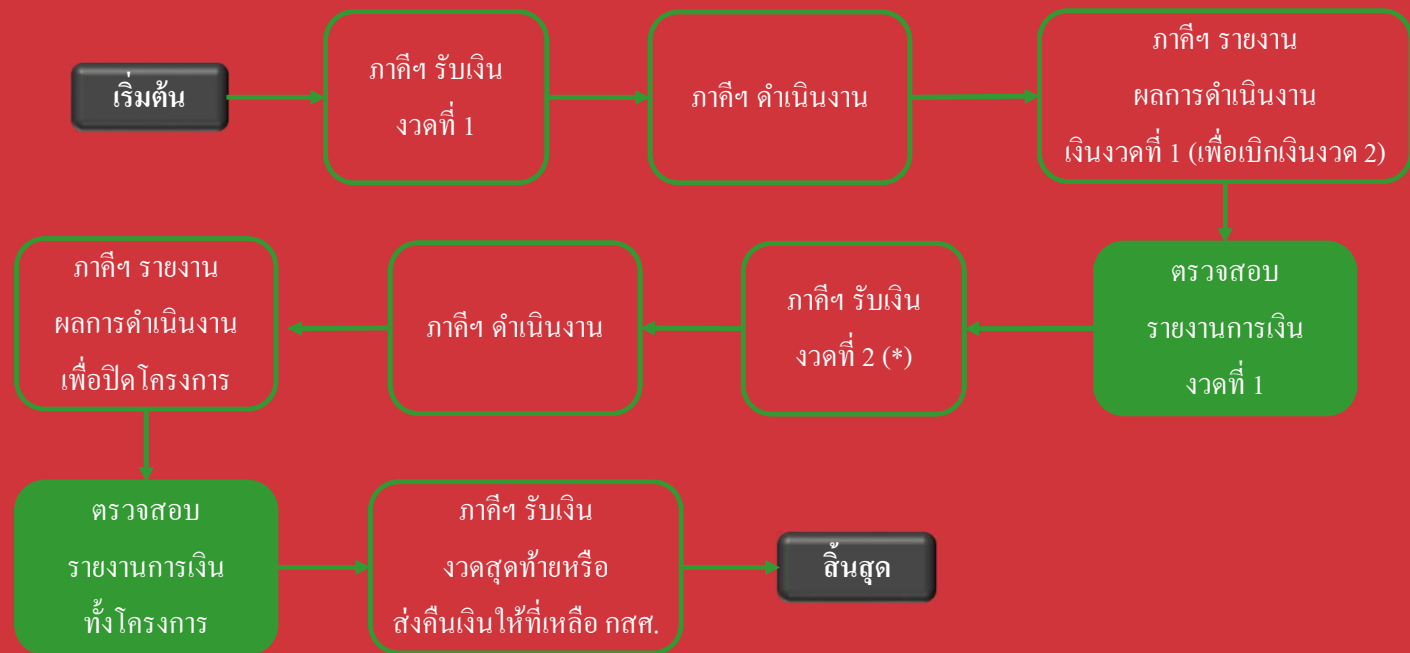 เริ่มต้น
ภาคีฯ รับเงิน
งวดที่ 1
ภาคีฯ ดำเนินงาน
ภาคีฯ รายงาน
ผลการดำเนินงาน
เงินงวดที่ 1 (เพื่อเบิกเงินงวด 2)
ตรวจสอบ
รายงานการเงิน
งวดที่ 1
ภาคีฯ รับเงิน
งวดที่ 2 (*)
ภาคีฯ ดำเนินงาน
ภาคีฯ รายงาน
ผลการดำเนินงาน
เพื่อปิดโครงการ
ตรวจสอบ
รายงานการเงิน
ทั้งโครงการ
ภาคีฯ รับเงิน
งวดสุดท้ายหรือ
ส่งคืนเงินให้ที่เหลือ กสศ.
สิ้นสุด